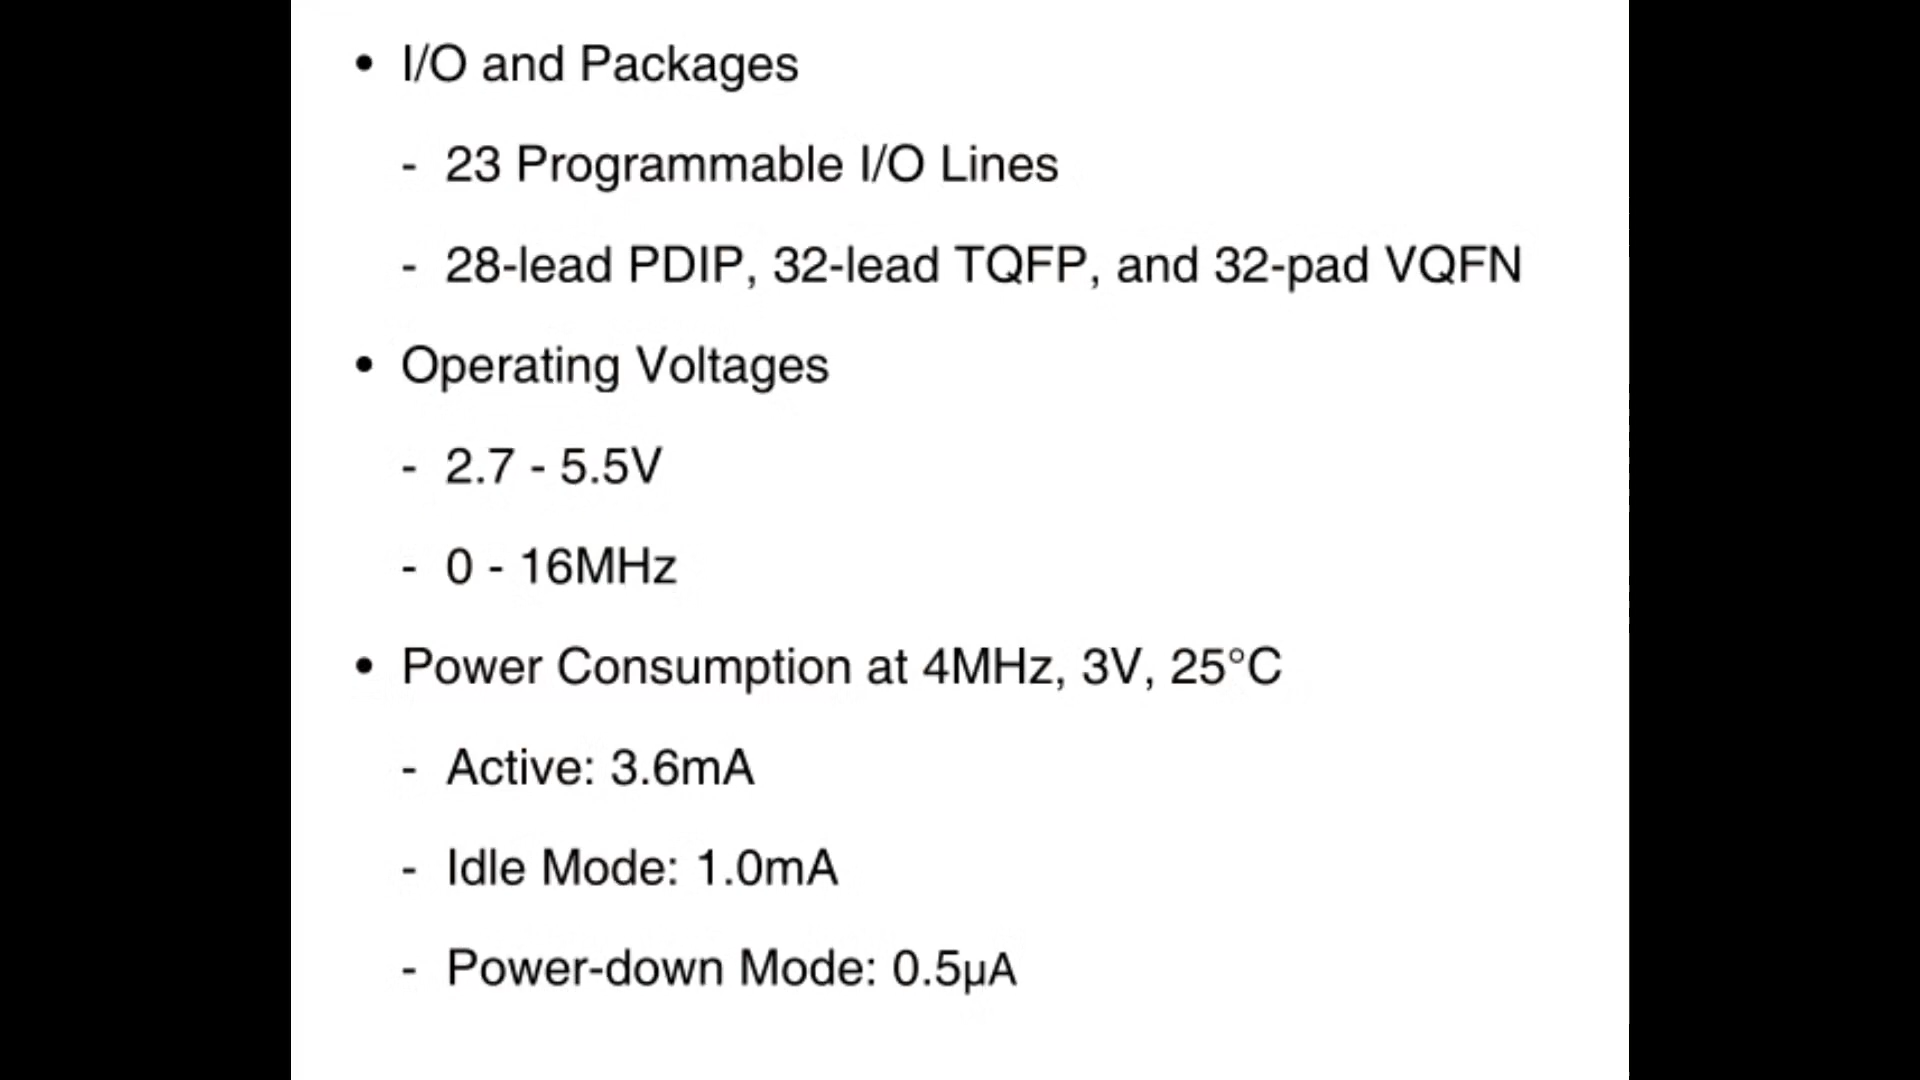 • I/O and Packages
- 23 Programmable I/O Lines
- 28-lead PDIP, 32-lead TQFP, and 32-pad VQFN
• Operating Voltages
- 2.7 - 5.5V
- 0 - 16MHz
• Power Consumption at 4MHz, 3V, 25°C
- Active: 3.6mA
- Idle Mode: 1.0mA
- Power-down Mode: 0.5µA